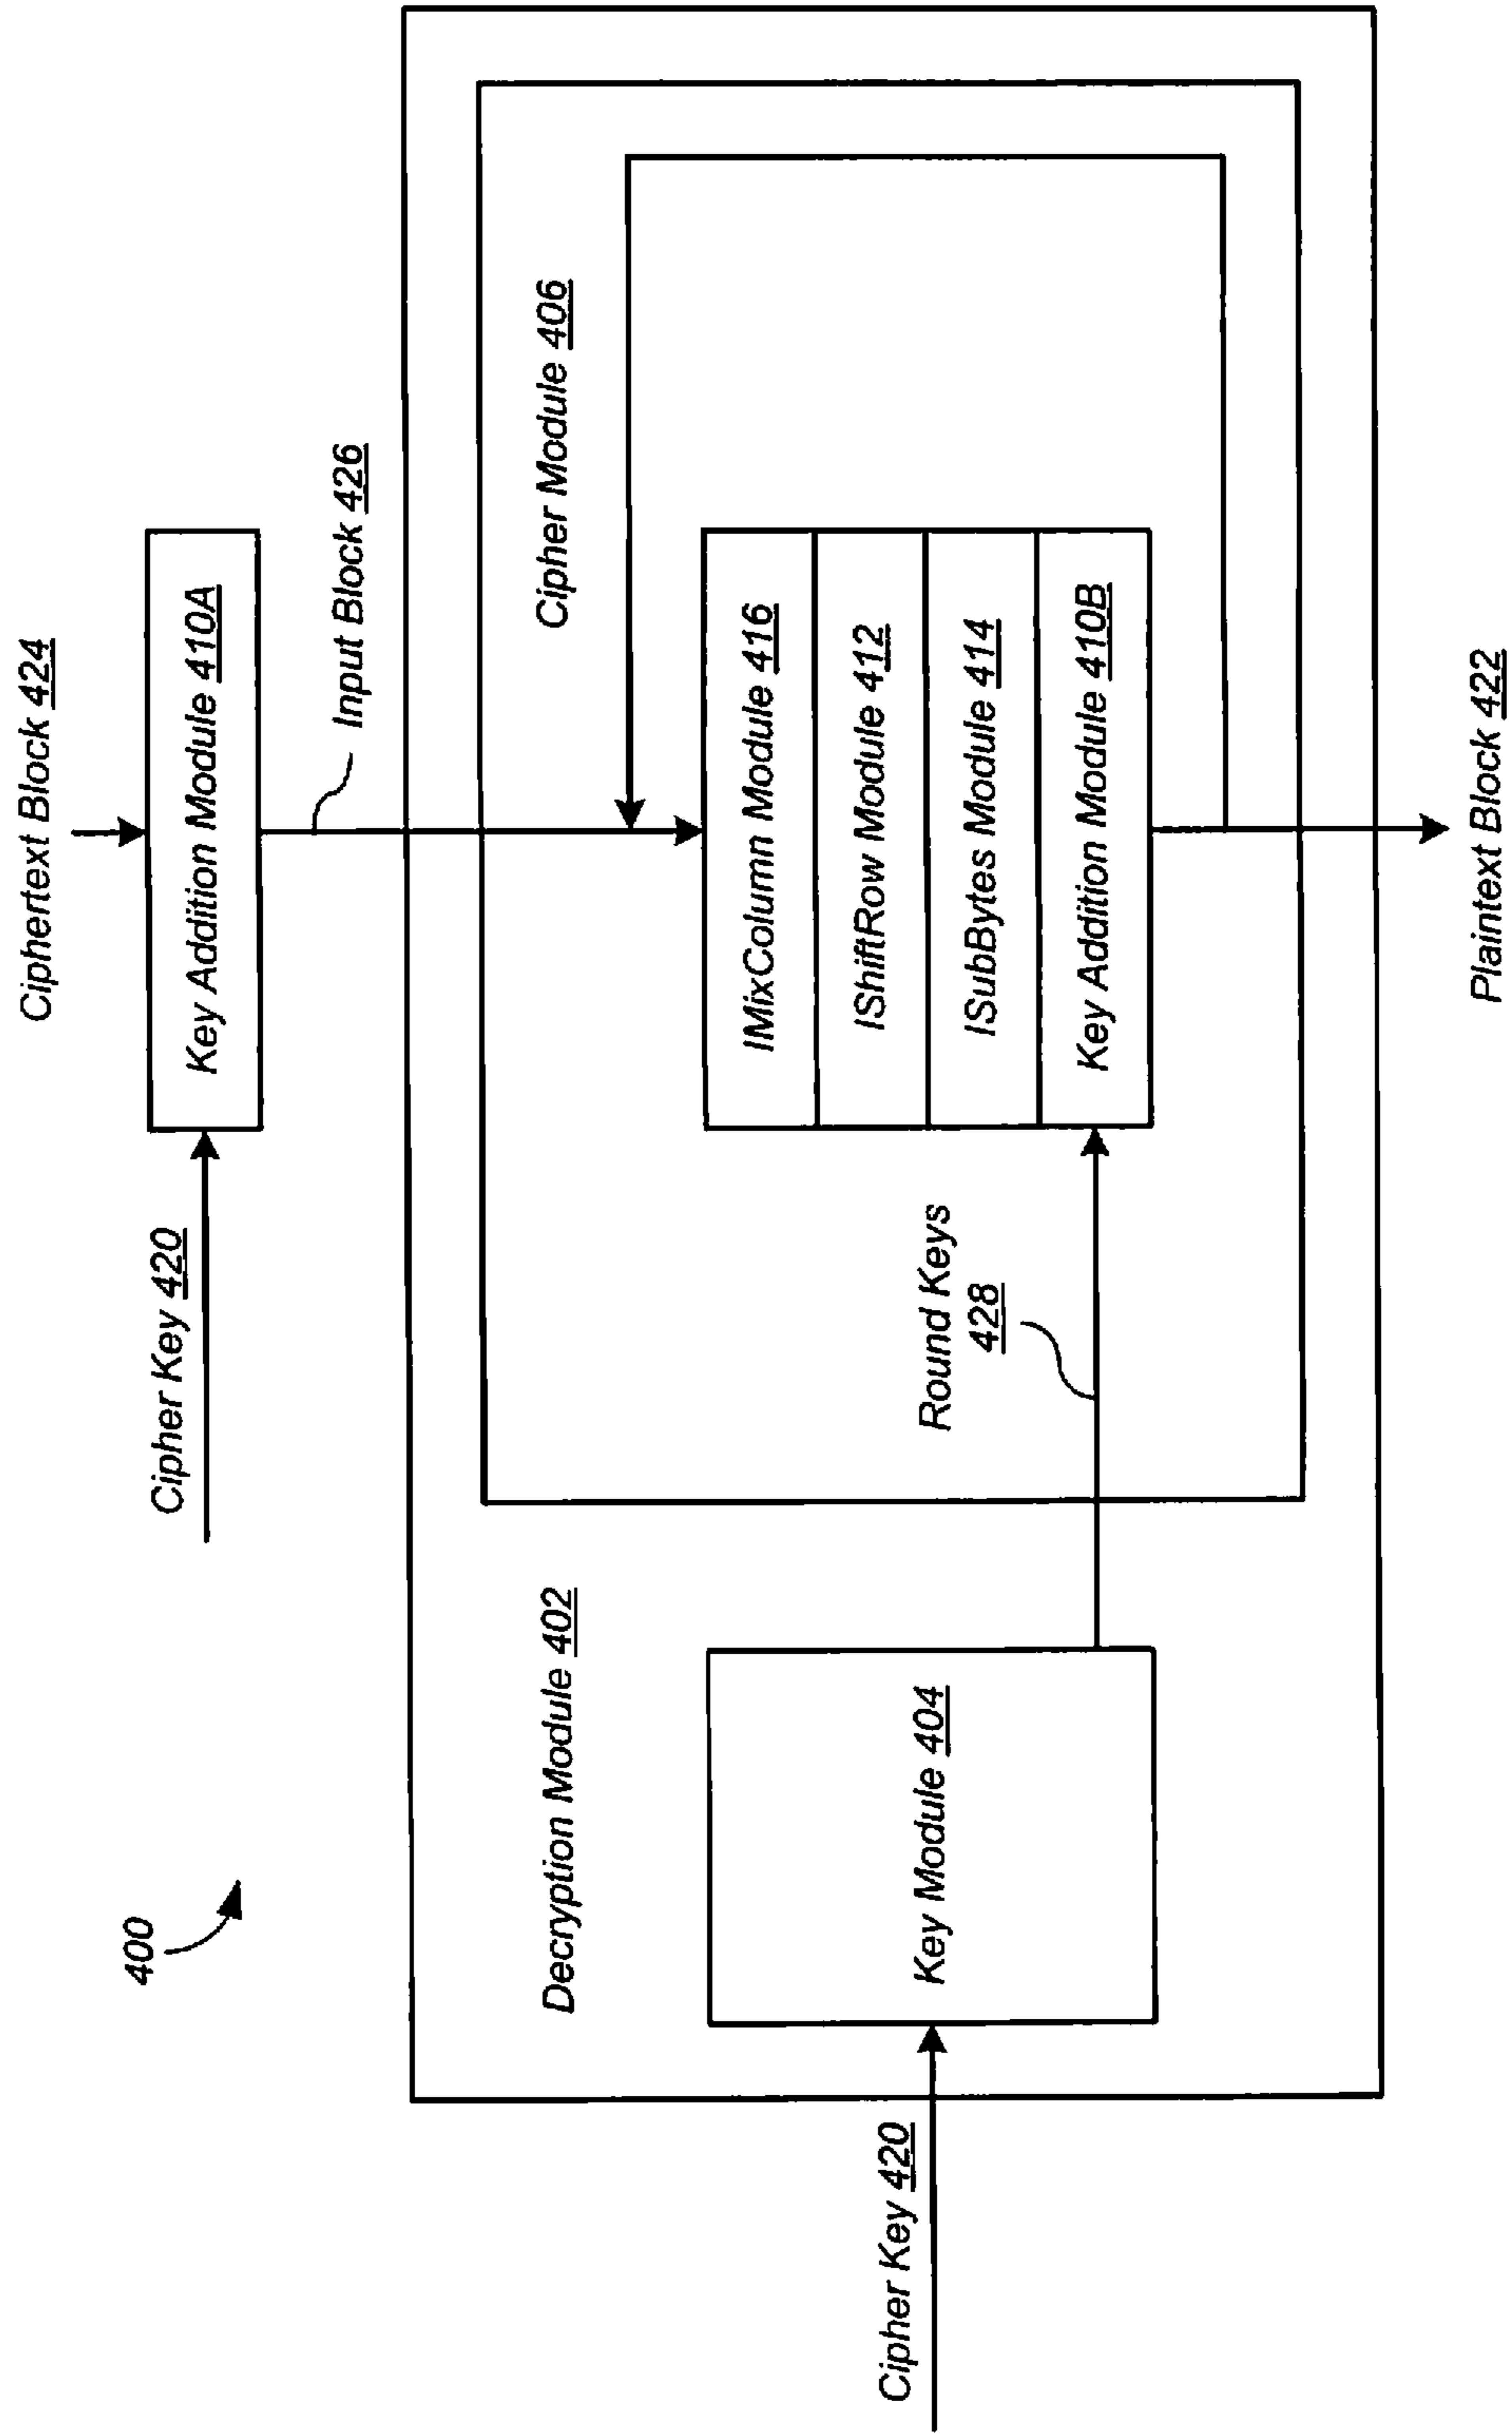 400
Ciphertext Block 424
Cipher Key 420
Key Addition Module 410A
Input Block 426
Decryption Module 402
Cipher Module 406
IMixColumn Module 416
IShiftRow Module 412
ISubBytes Module 414
Key Addition Module 410B
Round Keys
428
Key Module 404
Cipher Key 420
Plaintext Block 422